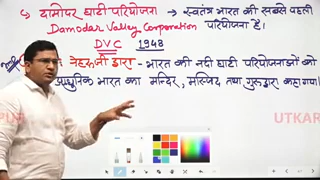 ↳ दामोदर घाटी परियोजना → स्वतंत्र भारत की सबसे पहली
Damodar Valley Corporation परियोजना है।
DVC 1948
नेहरूजी द्वारा - भारत की नदी घाटी परियोजनाओं को
आधुनिक भारत का मन्दिर, मस्जिद तथा गुरुद्वारा कहा गया।
UTKAR